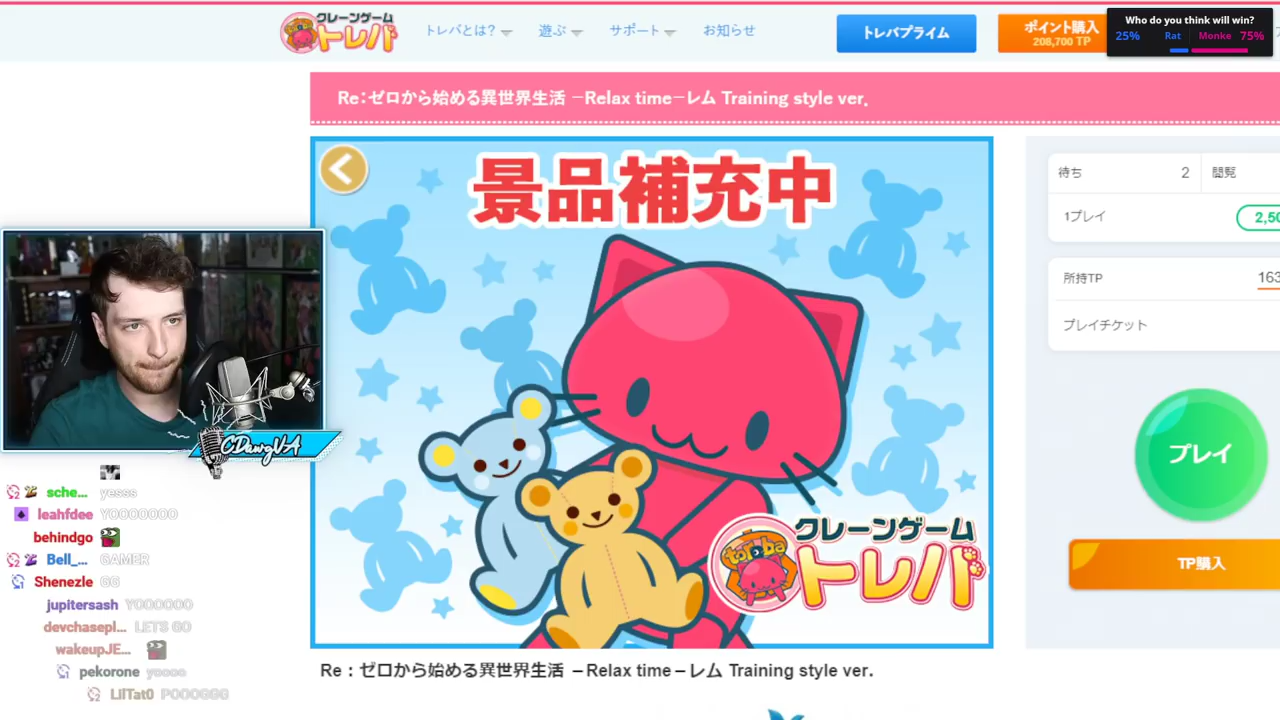 クレーンゲーム
トレバ
トレバとは?
遊ぶ
サポート
お知らせ
トレバプライム
ポイント購入
208,700 TP
Who do you think will win?
25% Rat Monke 75%
Re:ゼロから始める異世界生活 −Relax time−レム Training style ver.
景品補充中
toreba
クレーンゲーム
トレバ
待ち 2 閲覧
1プレイ 2,50
所持TP 163
プレイチケット
プレイ
TP購入
CDawgVA
sche... yesss
leahfdee YOOOOOOO
behindgo
Bell_... GAMER
Shenezle GG
jupitersash YOOOOOO
devchasepl... LETS GO
wakeupJE...
pekorone yoooo
LilTat0 POOOGGG
Re:ゼロから始める異世界生活 −Relax time−レム Training style ver.